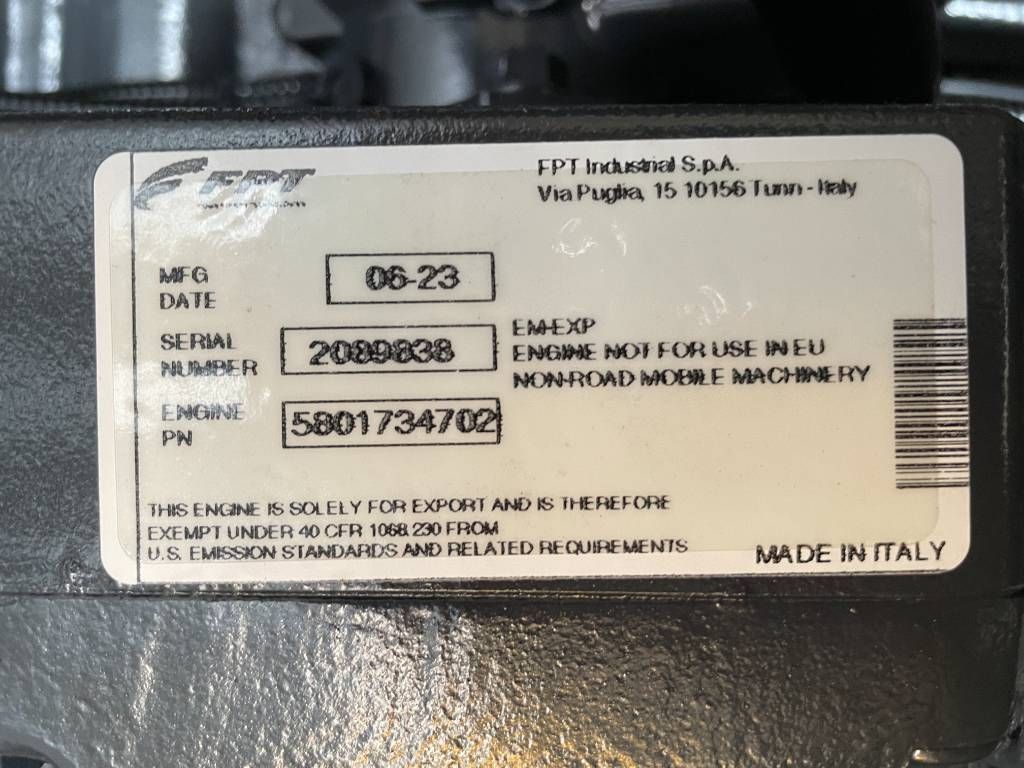 FPT
FPT Industrial S.p.A.
Via Puglia, 15 10156 Turin - Italy
MFG
DATE
06-23
SERIAL
NUMBER
2089838
EM-EXP
ENGINE NOT FOR USE IN EU
NON-ROAD MOBILE MACHINERY
ENGINE
PN
5801734702
THIS ENGINE IS SOLELY FOR EXPORT AND IS THEREFORE
EXEMPT UNDER 40 CFR 1068.230 FROM
U.S. EMISSION STANDARDS AND RELATED REQUIREMENTS
MADE IN ITALY